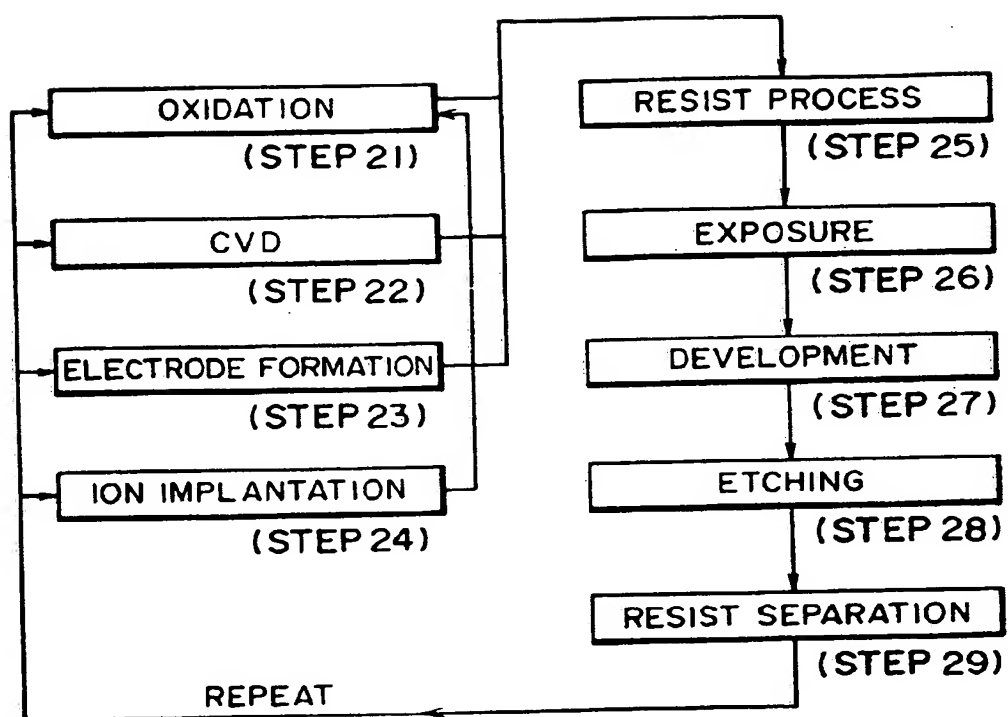 OXIDATION
(STEP 21)
CVD
(STEP 22)
ELECTRODE FORMATION
(STEP 23)
ION IMPLANTATION
(STEP 24)
RESIST PROCESS
(STEP 25)
EXPOSURE
(STEP 26)
DEVELOPMENT
(STEP 27)
ETCHING
(STEP 28)
RESIST SEPARATION
(STEP 29)
REPEAT